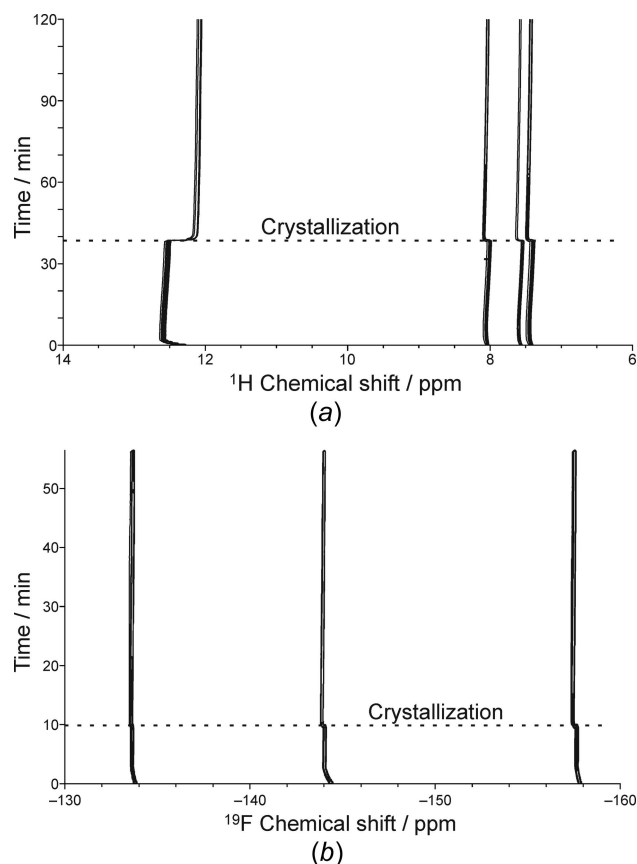 120
90
60
30
0
Time / min
Crystallization
14 12 10 8 6
¹H Chemical shift / ppm
(a)
50
40
30
20
10
0
Time / min
Crystallization
–130 –140 –150 –160
¹⁹F Chemical shift / ppm
(b)